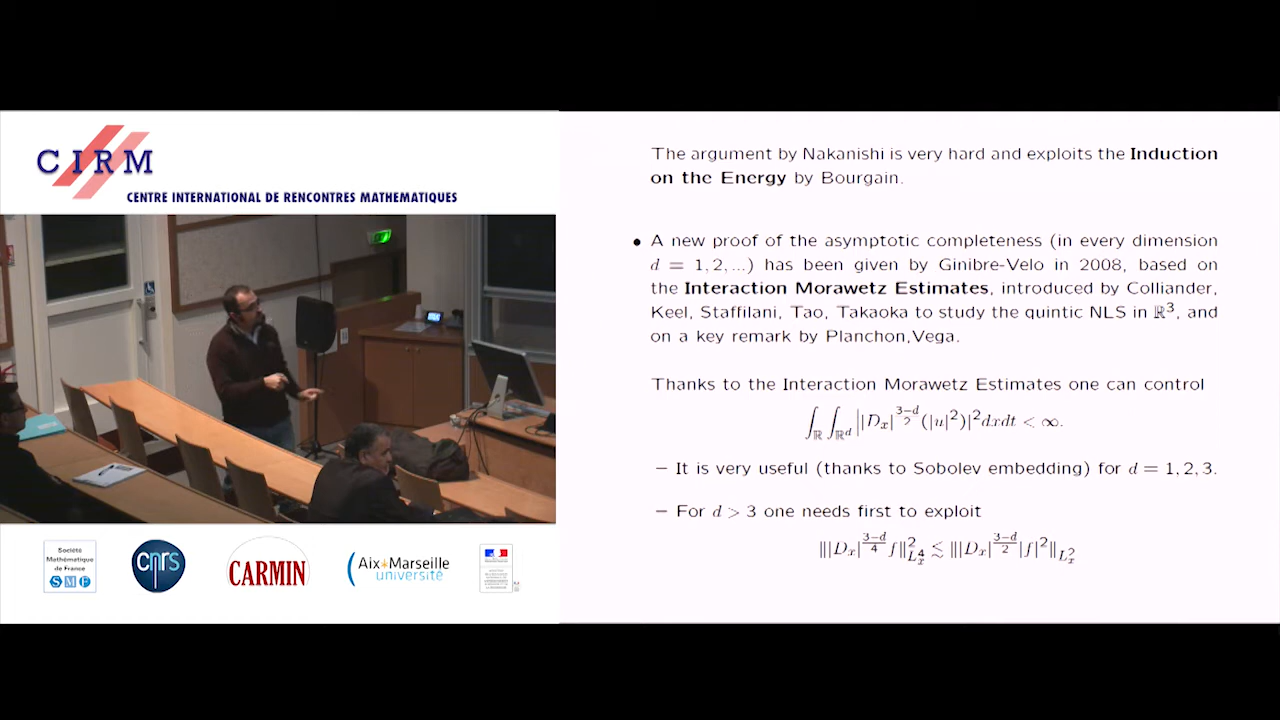 CIRM
CENTRE INTERNATIONAL DE RENCONTRES MATHEMATIQUES
Société
Mathématique
de France
SMF
cnrs
CARMIN
Aix+Marseille
université
The argument by Nakanishi is very hard and exploits the Induction
on the Energy by Bourgain.
• A new proof of the asymptotic completeness (in every dimension
d = 1, 2, ...) has been given by Ginibre-Velo in 2008, based on
the Interaction Morawetz Estimates, introduced by Colliander,
Keel, Staffilani, Tao, Takaoka to study the quintic NLS in ℝ³, and
on a key remark by Planchon,Vega.
Thanks to the Interaction Morawetz Estimates one can control
∫_ℝ ∫_ℝ^d ||D_x|^{(3−d)/2}(|u|²)|² dxdt < ∞.
− It is very useful (thanks to Sobolev embedding) for d = 1, 2, 3.
− For d > 3 one needs first to exploit
‖|D_x|^{(3−d)/4} f‖²_{L⁴_x} ≲ ‖|D_x|^{(3−d)/2} |f|²‖_{L²_x}